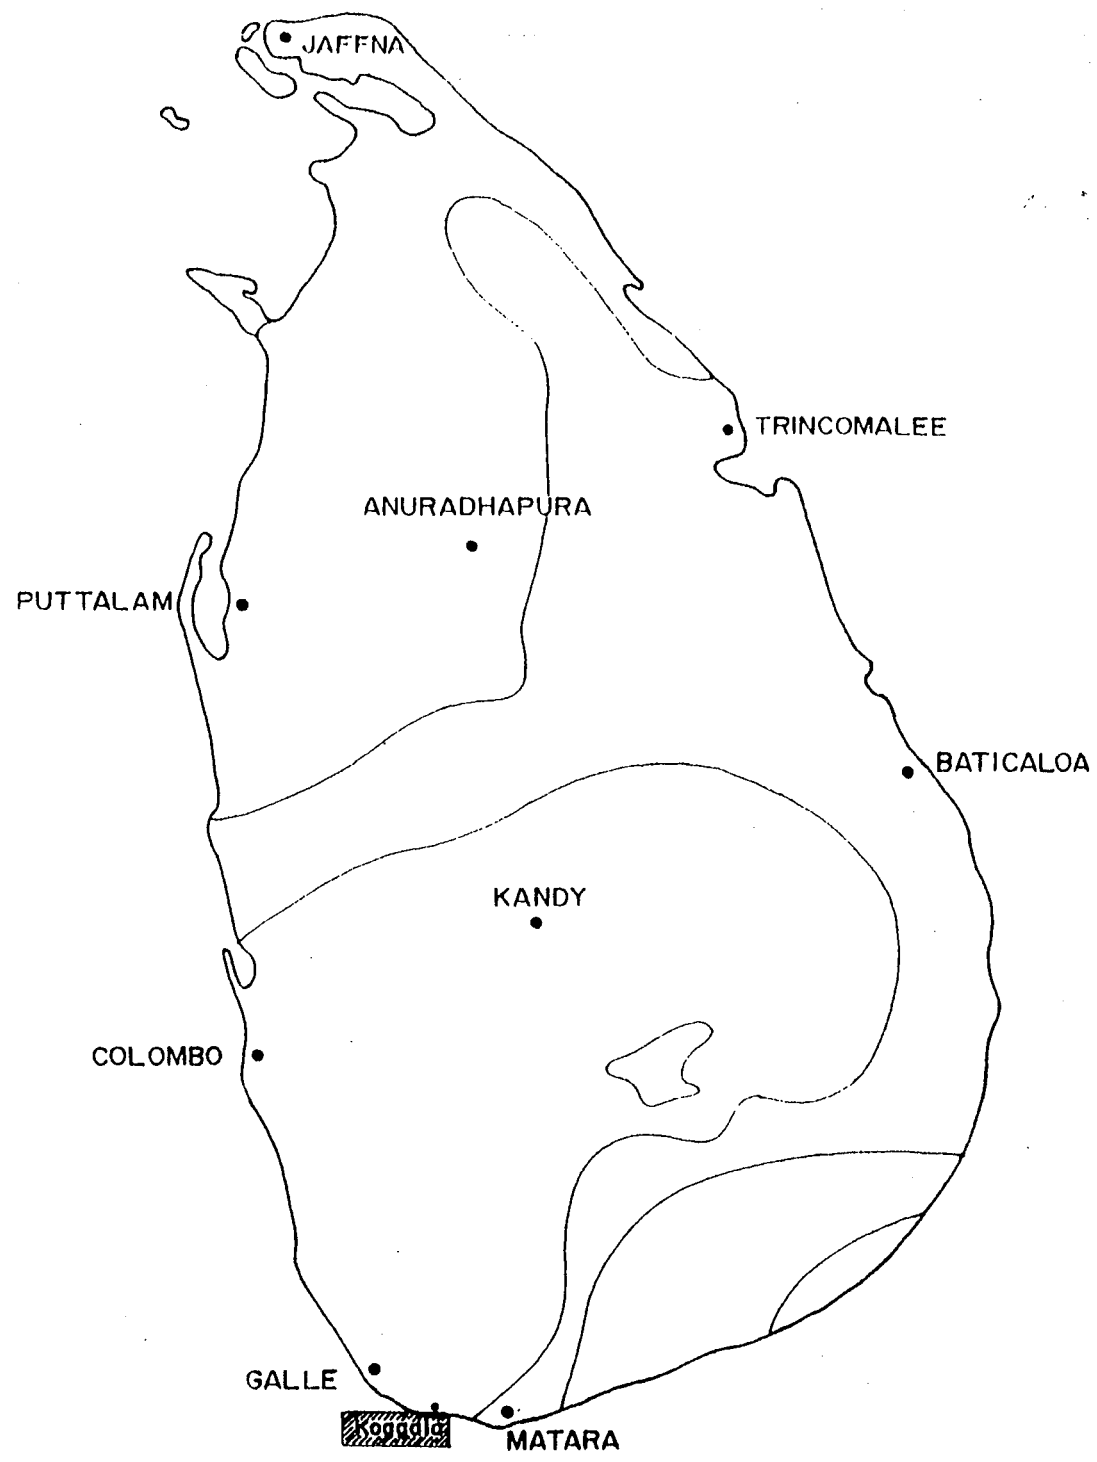 JAFFNA
TRINCOMALEE
ANURADHAPURA
PUTTALAM
BATICALOA
KANDY
COLOMBO
GALLE
Koggala
MATARA